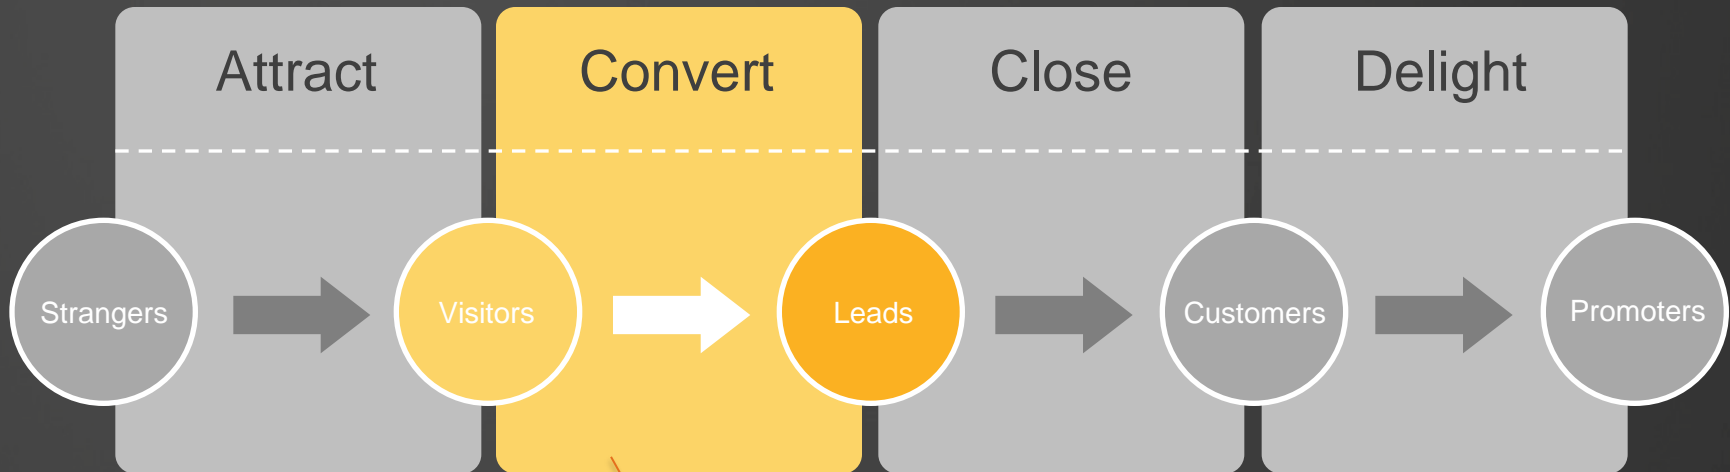 Attract
Convert
Close
Delight
Strangers
Visitors
Leads
Customers
Promoters